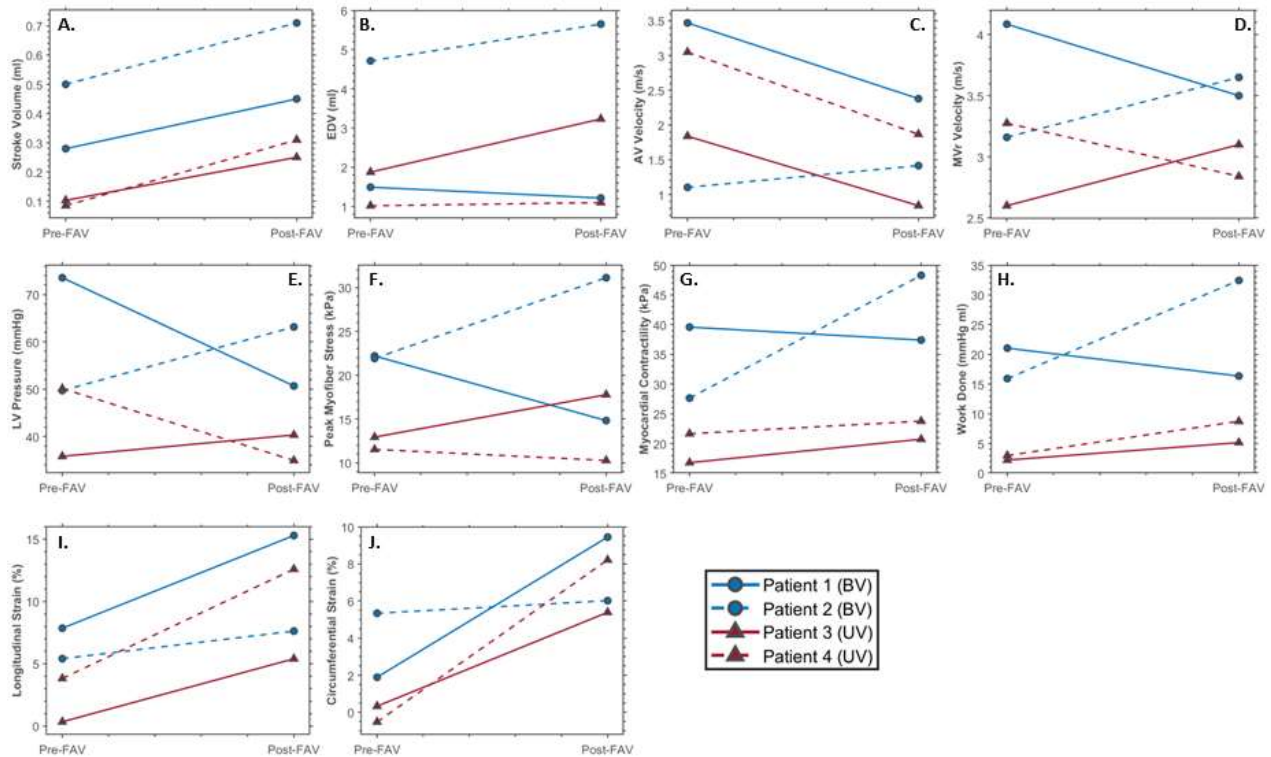 A.
Stroke Volume (ml)
0.7
0.6
0.5
0.4
0.3
0.2
0.1
Pre-FAV
Post-FAV
B.
EDV (ml)
6
5
4
3
2
1
Pre-FAV
Post-FAV
C.
AV Velocity (m/s)
3.5
3
2.5
2
1.5
1
Pre-FAV
Post-FAV
D.
MVr Velocity (m/s)
4
3.5
3
2.5
Pre-FAV
Post-FAV
E.
LV Pressure (mmHg)
70
60
50
40
Pre-FAV
Post-FAV
F.
Peak Myofiber Stress (kPa)
30
25
20
15
10
Pre-FAV
Post-FAV
G.
Myocardial Contractility (kPa)
50
45
40
35
30
25
20
15
Pre-FAV
Post-FAV
H.
Work Done (mmHg ml)
35
30
25
20
15
10
5
0
Pre-FAV
Post-FAV
I.
Longitudinal Strain (%)
15
10
5
0
Pre-FAV
Post-FAV
J.
Circumferential Strain (%)
10
8
6
4
2
0
Pre-FAV
Post-FAV
Patient 1 (BV)
Patient 2 (BV)
Patient 3 (UV)
Patient 4 (UV)